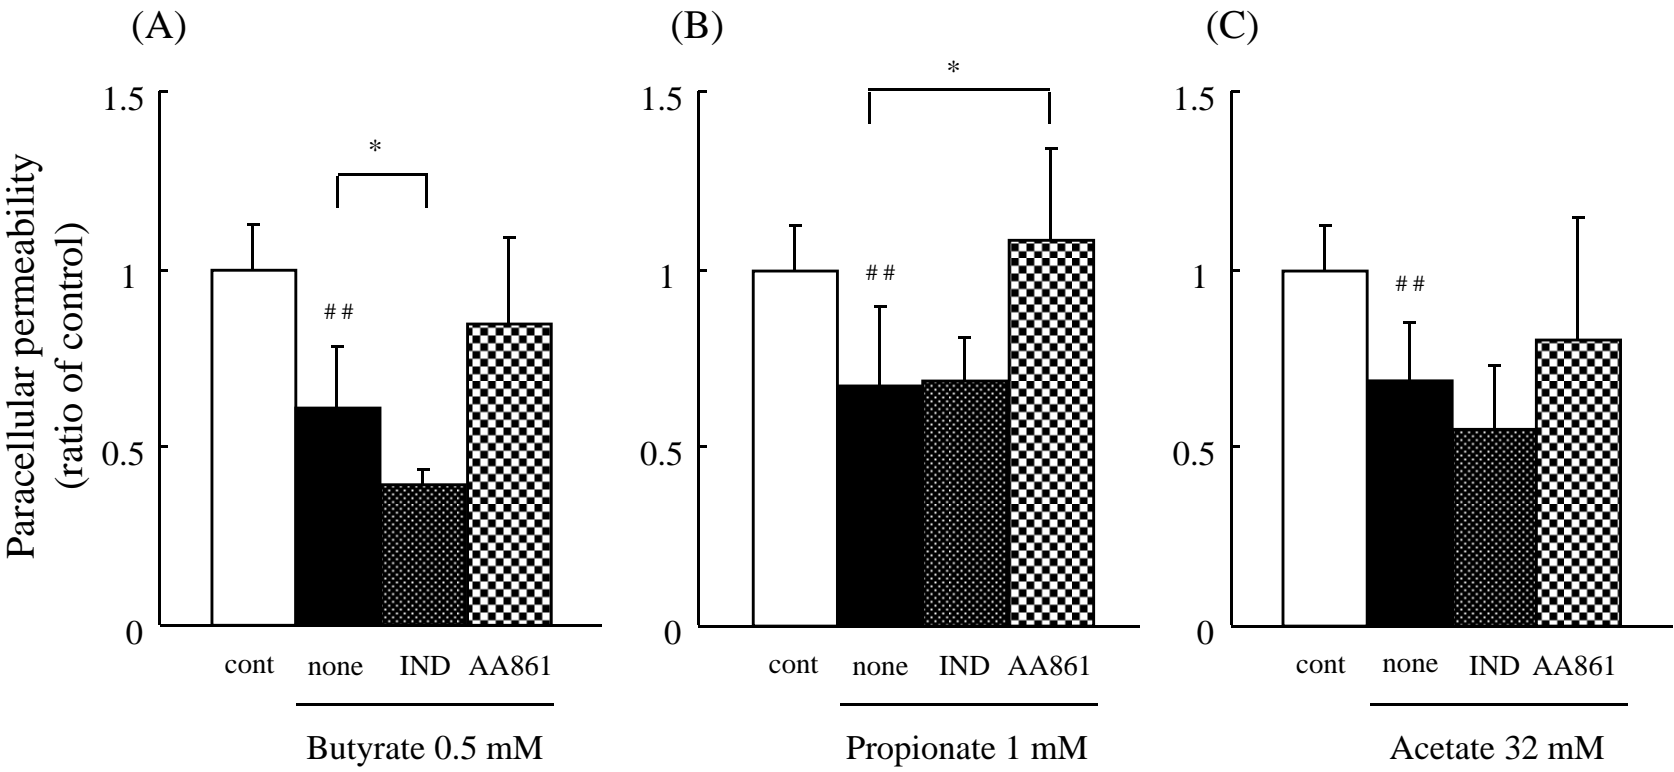 (A)
(B)
(C)
Paracellular permeability
(ratio of control)
1.5
1
0.5
0
*
##
cont none IND AA861
Butyrate 0.5 mM
1.5
1
0.5
0
*
##
cont none IND AA861
Propionate 1 mM
1.5
1
0.5
0
##
cont none IND AA861
Acetate 32 mM